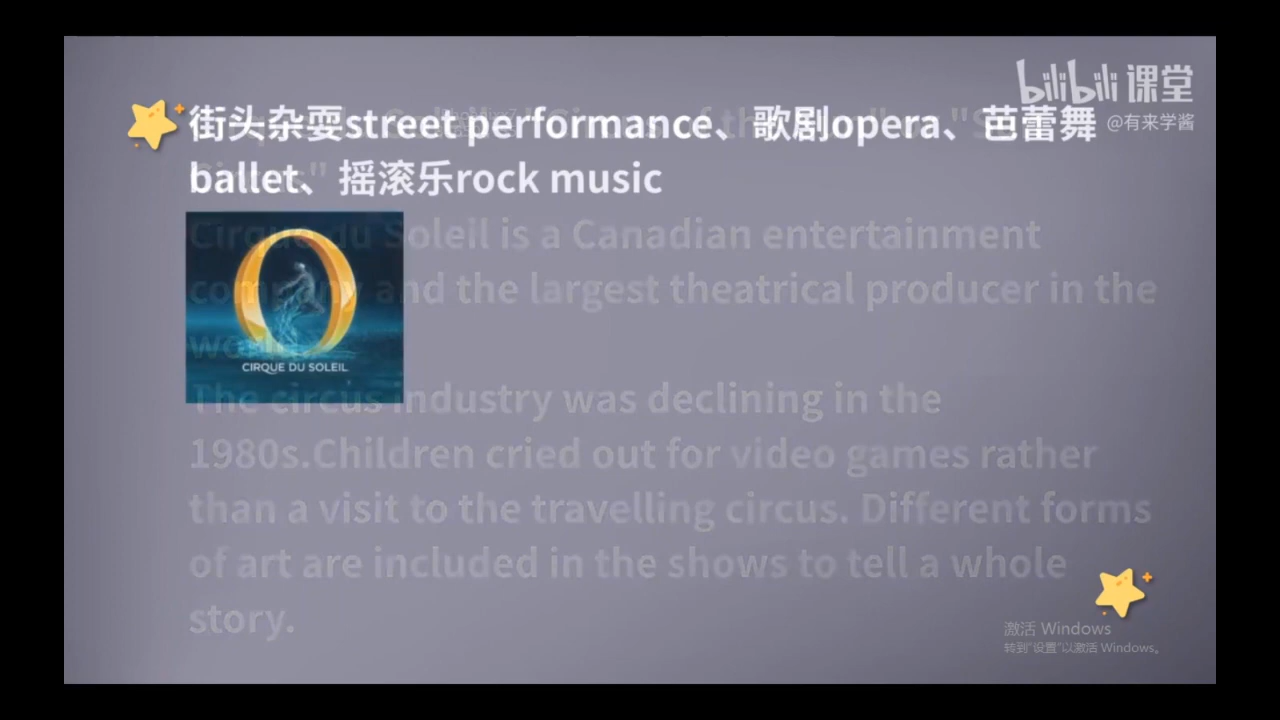 bilibili 课堂
@有来学酱
街头杂耍street performance、歌剧opera、芭蕾舞
ballet、摇滚乐rock music
Cirque du Soleil is a Canadian entertainment
company and the largest theatrical producer in the
world.
CIRQUE DU SOLEIL
The circus industry was declining in the
1980s.Children cried out for video games rather
than a visit to the travelling circus. Different forms
of art are included in the shows to tell a whole
story.
激活 Windows
转到"设置"以激活 Windows。